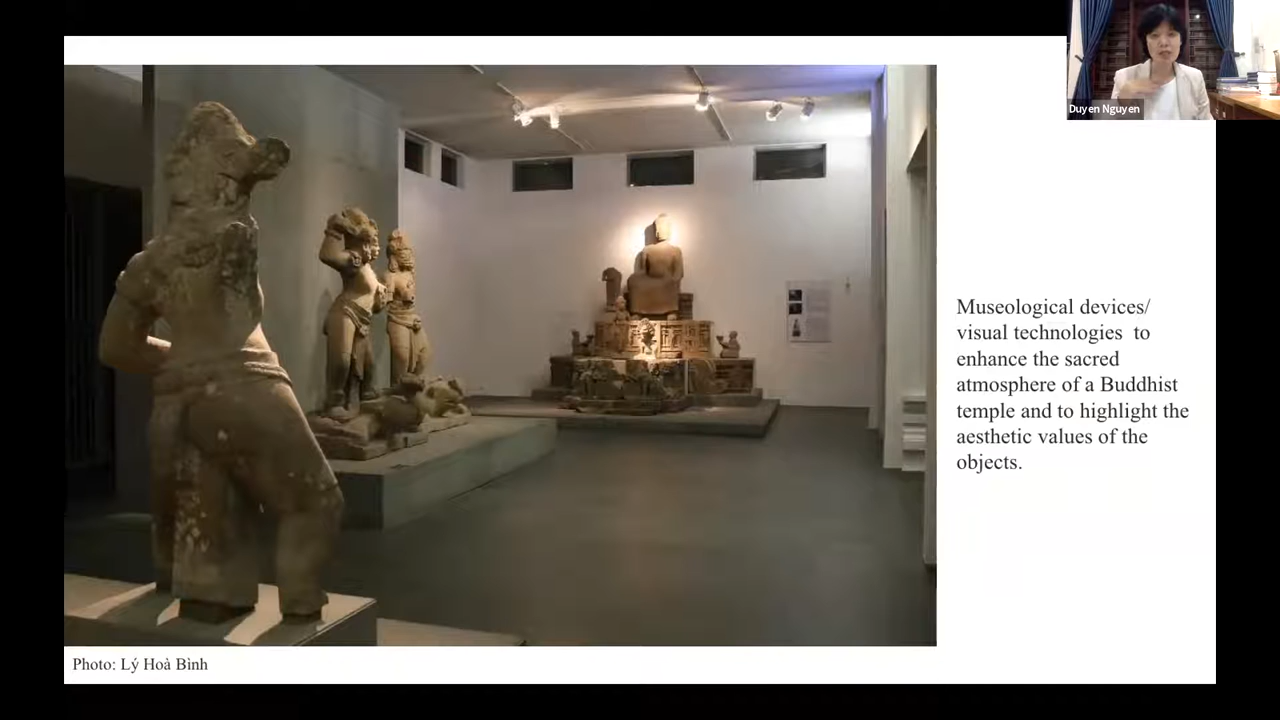 Duyen Nguyen
Museological devices/
visual technologies to
enhance the sacred
atmosphere of a Buddhist
temple and to highlight the
aesthetic values of the
objects.
Photo: Lý Hoà Bình